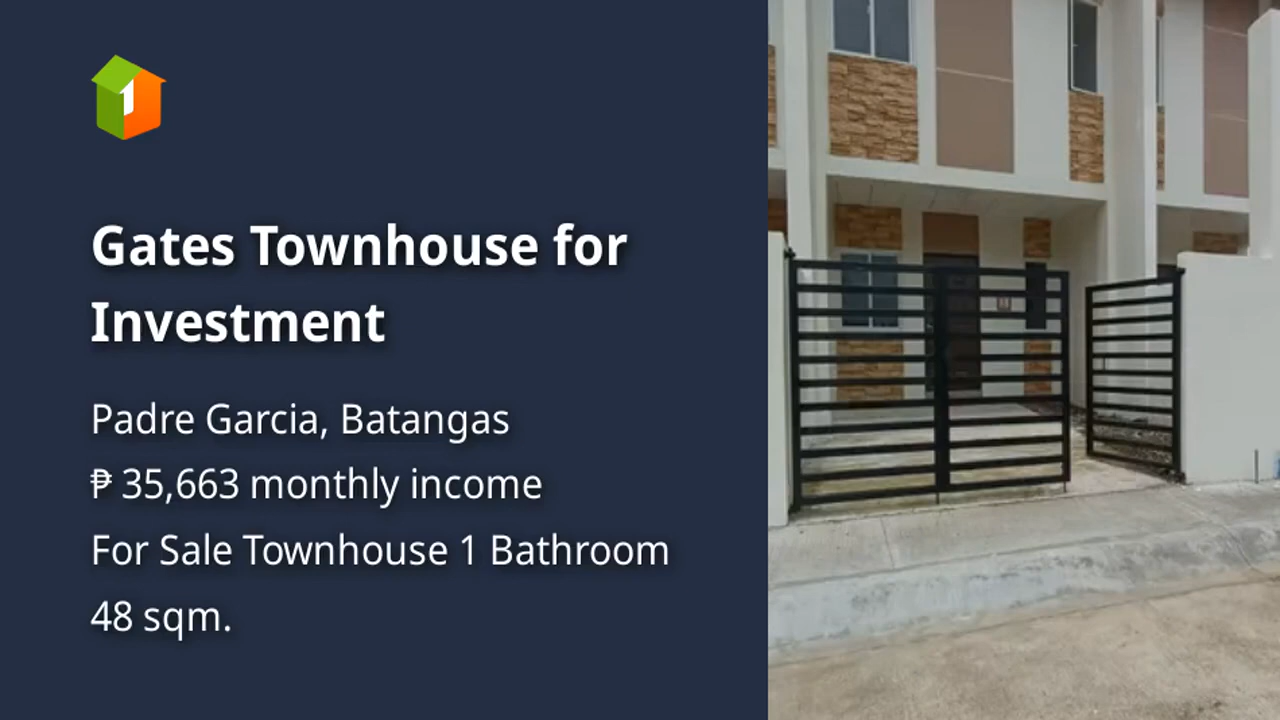 Gates Townhouse for
Investment
Padre Garcia, Batangas
₱ 35,663 monthly income
For Sale Townhouse 1 Bathroom
48 sqm.